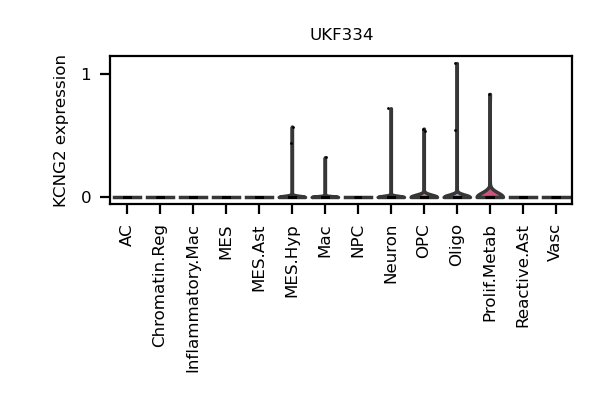 UKF334
KCNG2 expression
1
0
AC
Chromatin.Reg
Inflammatory.Mac
MES
MES.Ast
MES.Hyp
Mac
NPC
Neuron
OPC
Oligo
Prolif.Metab
Reactive.Ast
Vasc